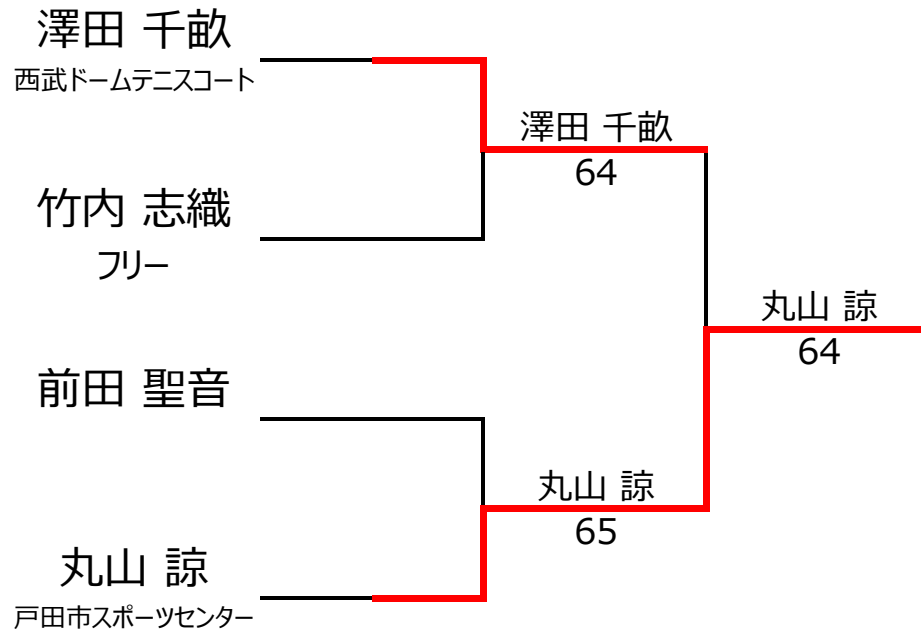 澤田 千畝
西武ドームテニスコート
澤田 千畝
64
竹内 志織
フリー
丸山 諒
64
前田 聖音
丸山 諒
65
丸山 諒
戸田市スポーツセンター